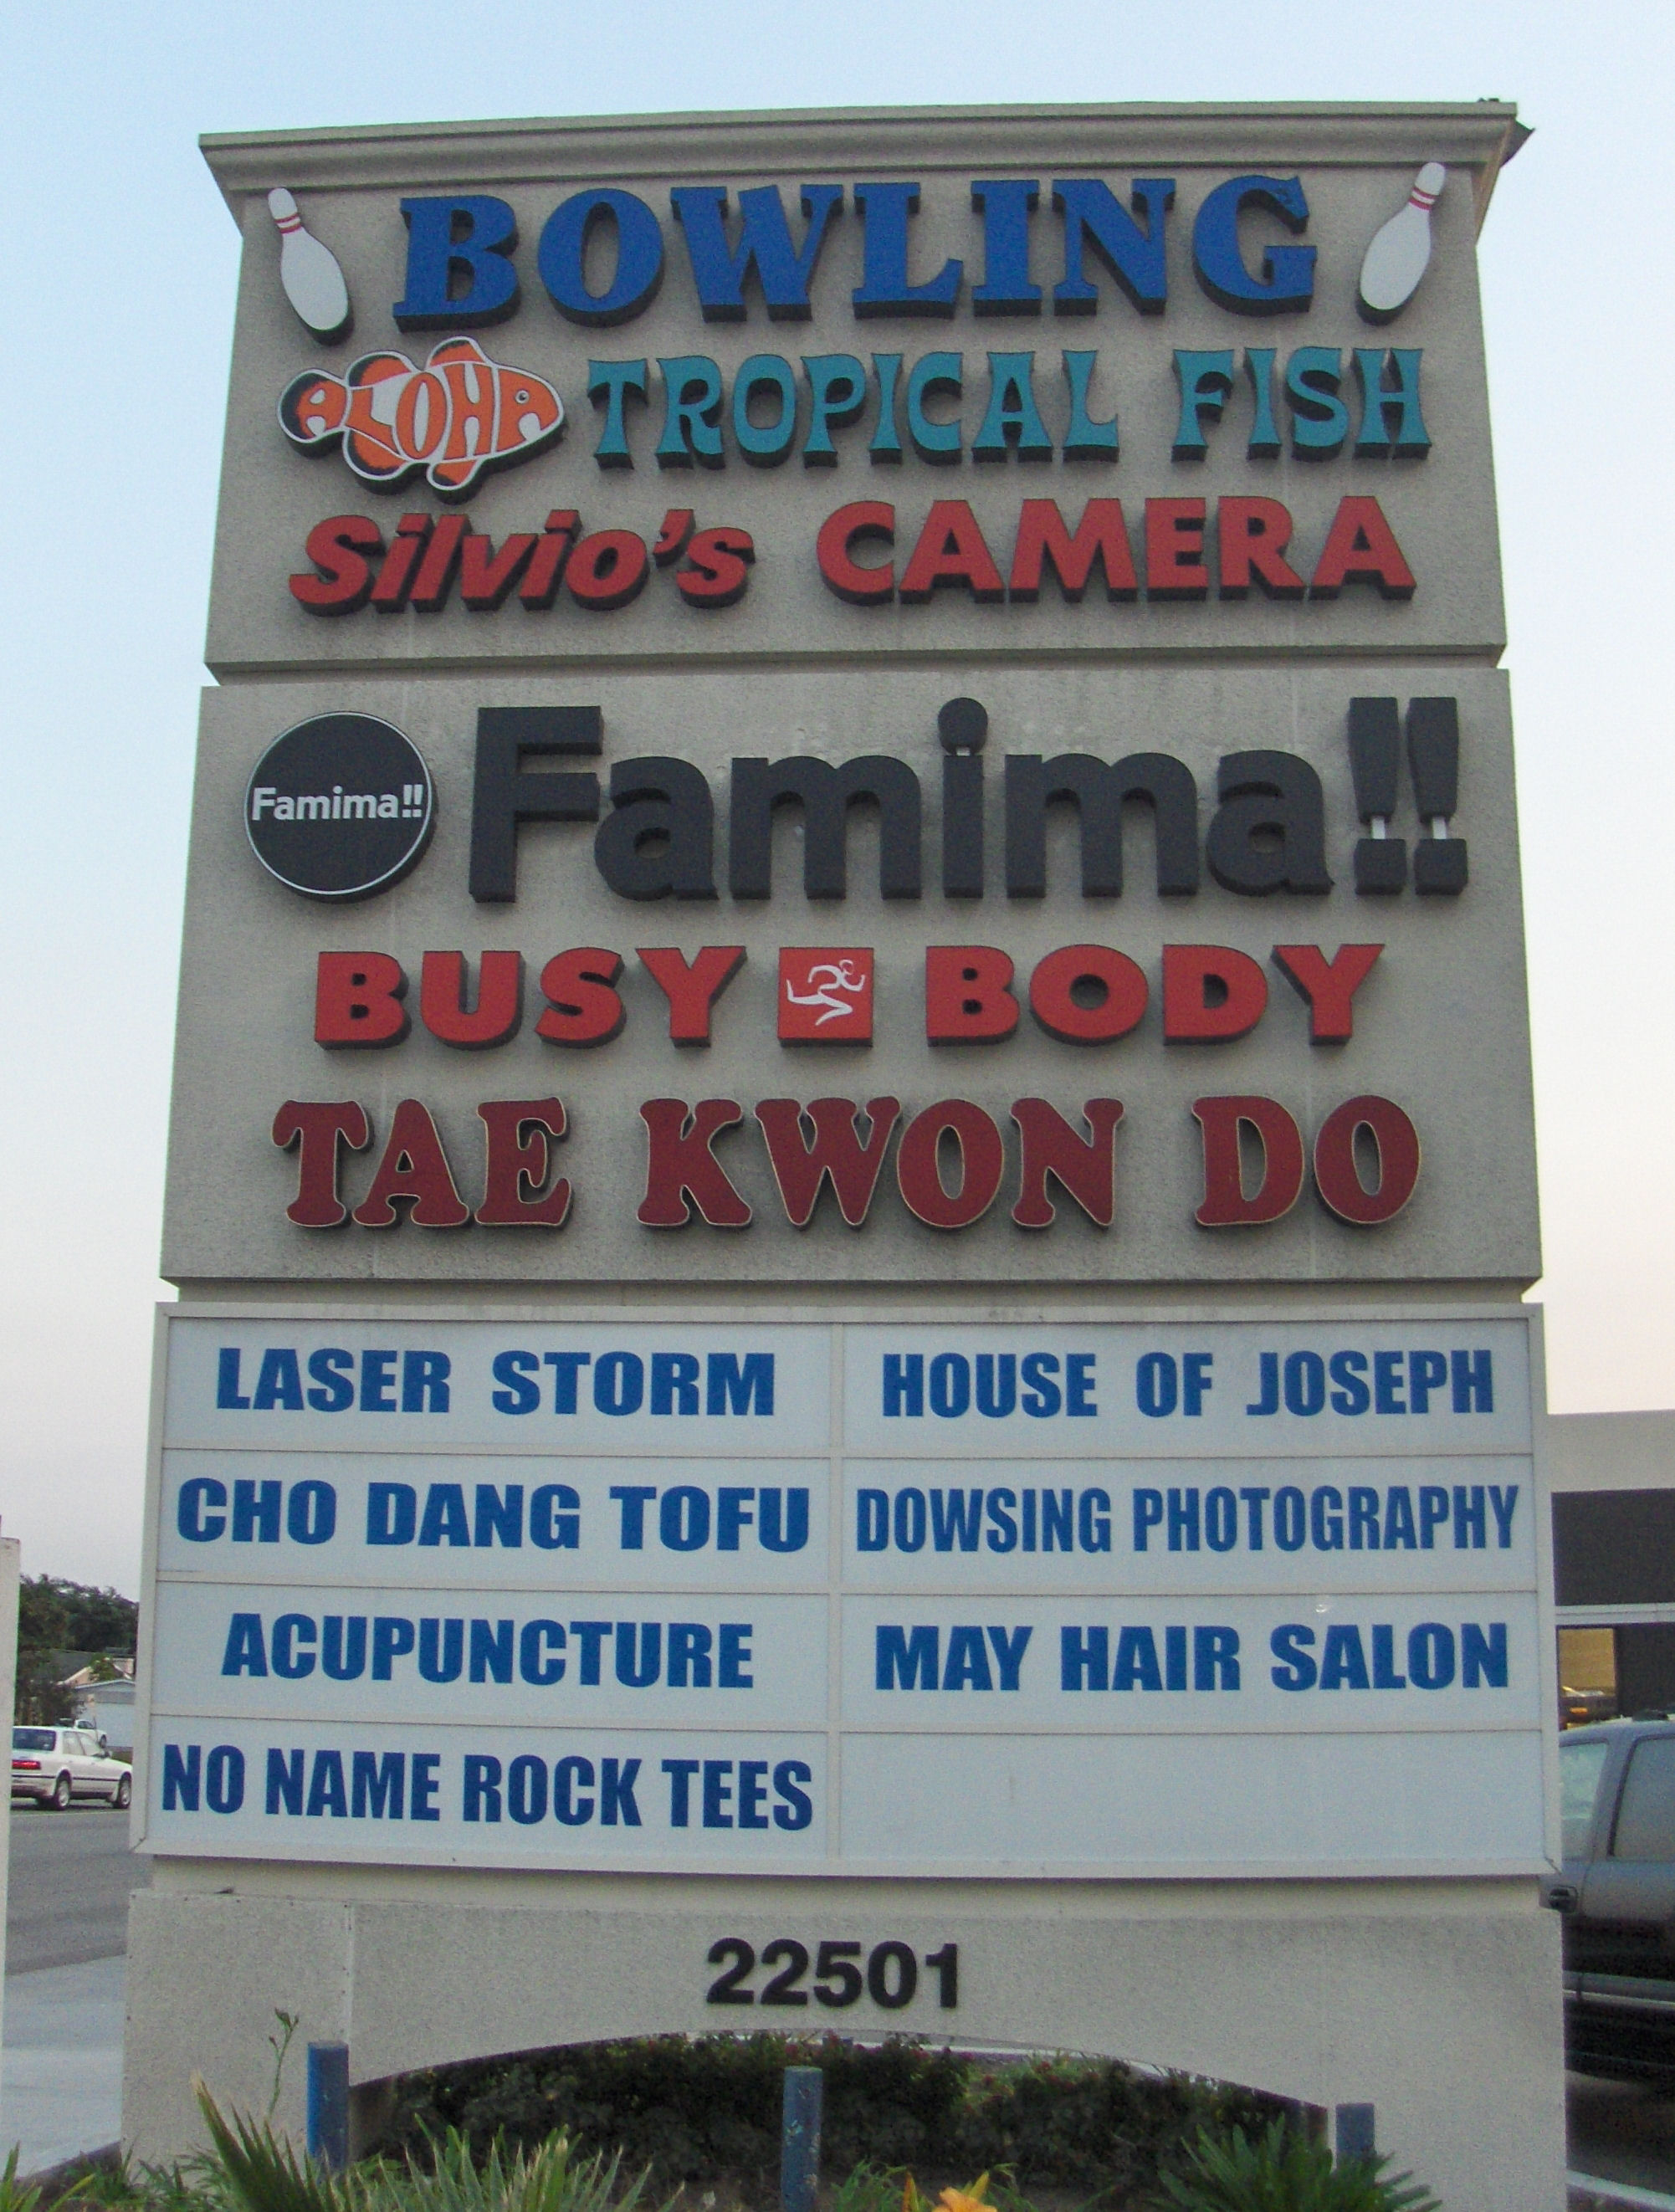 BOWLING
ALOHA TROPICAL FISH
Silvio's CAMERA
Famima!! Famima!!
BUSY BODY
TAE KWON DO
LASER STORM
HOUSE OF JOSEPH
CHO DANG TOFU
DOWSING PHOTOGRAPHY
ACUPUNCTURE
MAY HAIR SALON
NO NAME ROCK TEES
22501